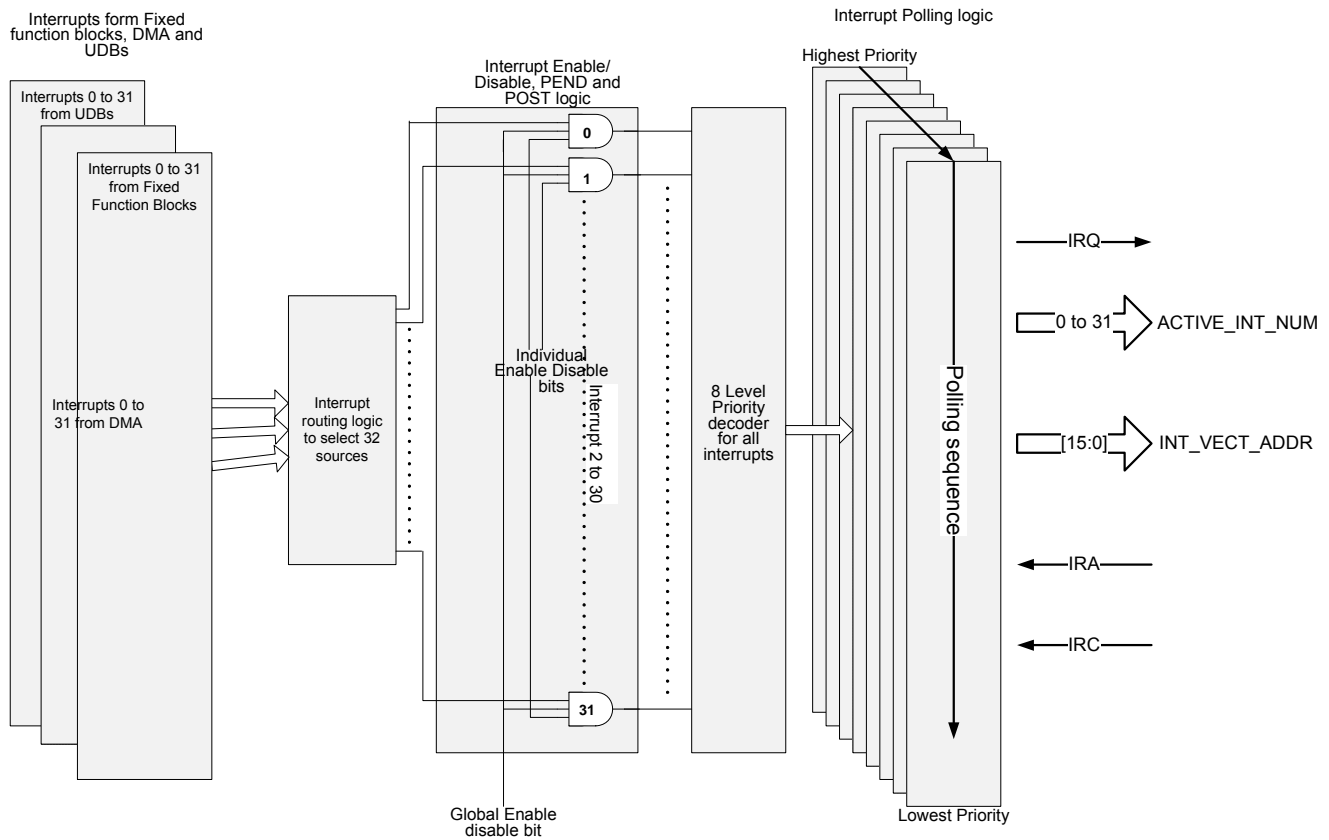 Interrupts form Fixed
function blocks, DMA and
UDBs
Interrupts 0 to 31
from UDBs
Interrupts 0 to 31
from Fixed
Function Blocks
Interrupts 0 to
31 from DMA
Interrupt
routing logic
to select 32
sources
Interrupt Enable/
Disable, PEND and
POST logic
0
1
Individual
Enable Disable
bits
Interrupt 2 to 30
31
Global Enable
disable bit
8 Level
Priority
decoder
for all
interrupts
Interrupt Polling logic
Highest Priority
Polling sequence
Lowest Priority
IRQ
0 to 31
ACTIVE_INT_NUM
[15:0]
INT_VECT_ADDR
IRA
IRC